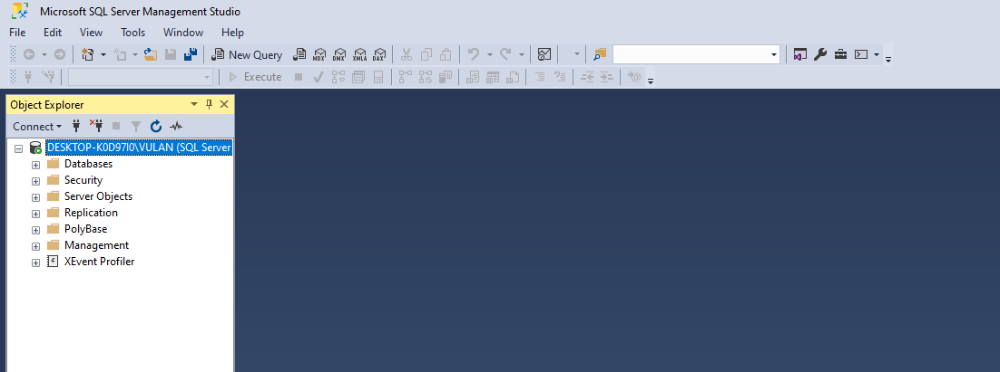 Microsoft SQL Server Management Studio
File Edit View Tools Window Help
New Query MDX DMX XMLA DAX
Execute
Object Explorer
Connect
DESKTOP-K0D97I0\VULAN (SQL Server
Databases
Security
Server Objects
Replication
PolyBase
Management
XEvent Profiler